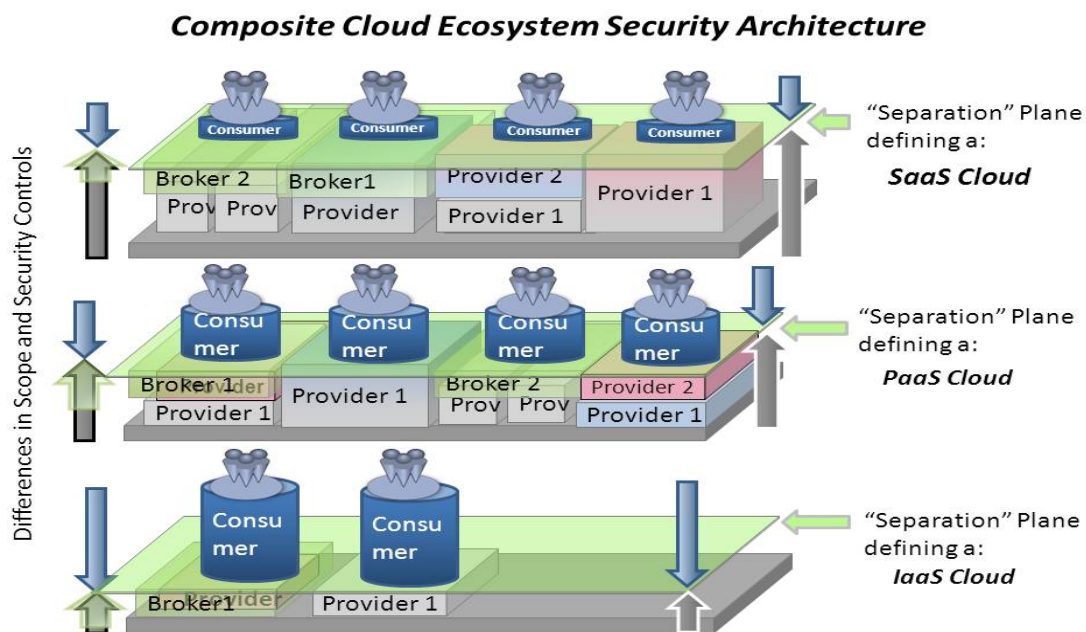 Composite Cloud Ecosystem Security Architecture
Differences in Scope and Security Controls
Consumer
Consumer
Consumer
Consumer
Broker 2
Broker1
Provider 2
Provider 1
Prov
Prov
Provider
Provider 1
“Separation” Plane
defining a:
SaaS Cloud
Consu
mer
Consu
mer
Consu
mer
Consu
mer
Broker 1
Provider
Provider 1
Provider 1
Broker 2
Prov
Prov
Provider 2
Provider 1
“Separation” Plane
defining a:
PaaS Cloud
Consu
mer
Consu
mer
Broker1
Provider
Provider 1
“Separation” Plane
defining a:
IaaS Cloud